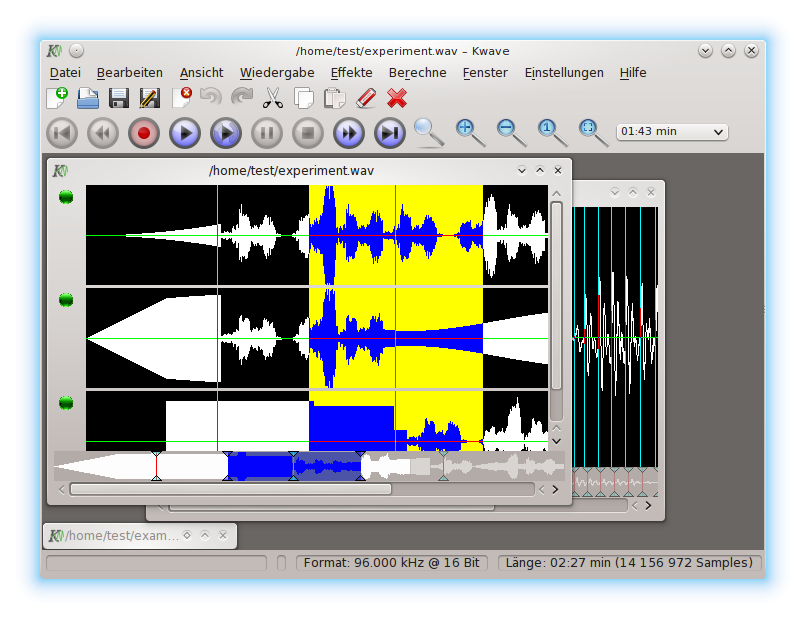 /home/test/experiment.wav – Kwave
Datei Bearbeiten Ansicht Wiedergabe Effekte Berechne Fenster Einstellungen Hilfe
1
01:43 min
/home/test/experiment.wav
/home/test/exam...
Format: 96.000 kHz @ 16 Bit
Länge: 02:27 min (14 156 972 Samples)